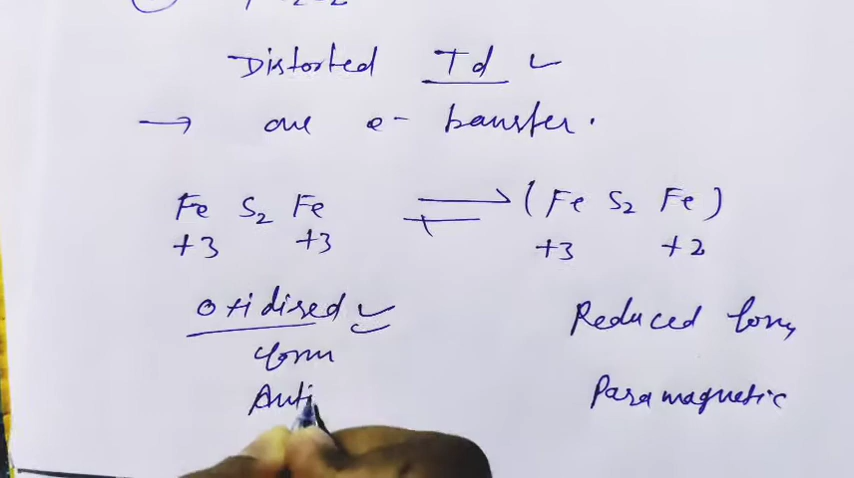 Distorted Td
→ one e- transfer.
Fe S2 Fe ⇌ (Fe S2 Fe)
+3 +3 +3 +2
Oxidised Reduced form,
form
Anti Paramagnetic